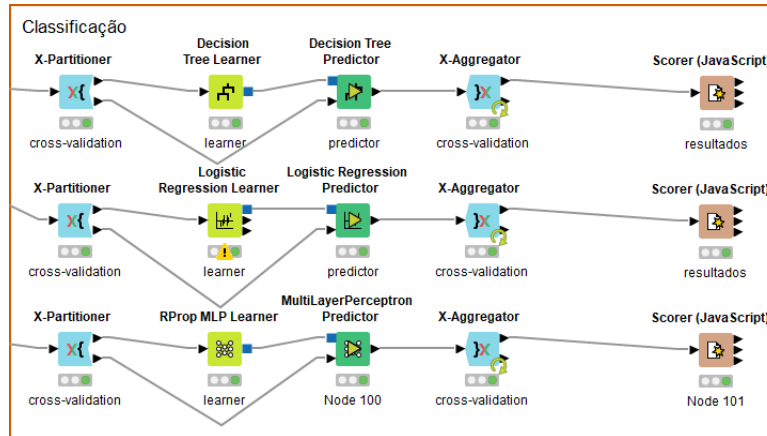 Classificação
X-Partitioner
cross-validation
Decision
Tree Learner
learner
Decision Tree
Predictor
predictor
X-Aggregator
cross-validation
Scorer (JavaScript)
resultados
X-Partitioner
cross-validation
Logistic
Regression Learner
learner
Logistic Regression
Predictor
predictor
X-Aggregator
cross-validation
Scorer (JavaScript)
resultados
X-Partitioner
cross-validation
RProp MLP Learner
learner
MultiLayerPerceptron
Predictor
Node 100
X-Aggregator
cross-validation
Scorer (JavaScript)
Node 101